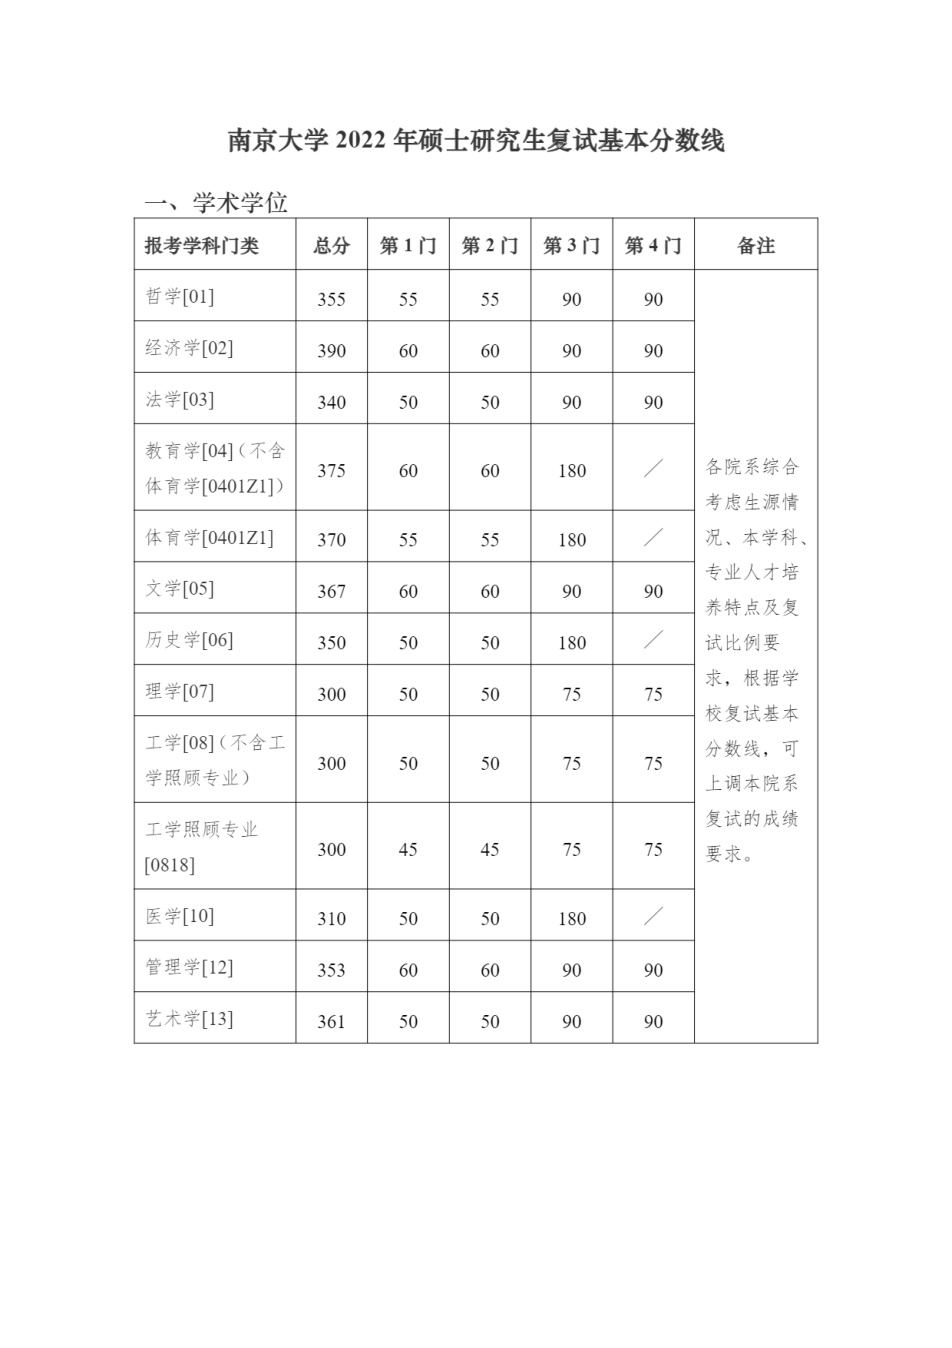 南京大学 2022 年硕士研究生复试基本分数线
一、学术学位
报考学科门类 总分 第 1 门 第 2 门 第 3 门 第 4 门 备注
哲学[01] 355 55 55 90 90
经济学[02] 390 60 60 90 90
法学[03] 340 50 50 90 90
教育学[04]（不含
体育学[0401Z1]） 375 60 60 180 ／
体育学[0401Z1] 370 55 55 180 ／
文学[05] 367 60 60 90 90
历史学[06] 350 50 50 180 ／
理学[07] 300 50 50 75 75
工学[08]（不含工
学照顾专业） 300 50 50 75 75
工学照顾专业
[0818] 300 45 45 75 75
医学[10] 310 50 50 180 ／
管理学[12] 353 60 60 90 90
艺术学[13] 361 50 50 90 90
各院系综合
考虑生源情
况、本学科、
专业人才培
养特点及复
试比例要
求，根据学
校复试基本
分数线，可
上调本院系
复试的成绩
要求。